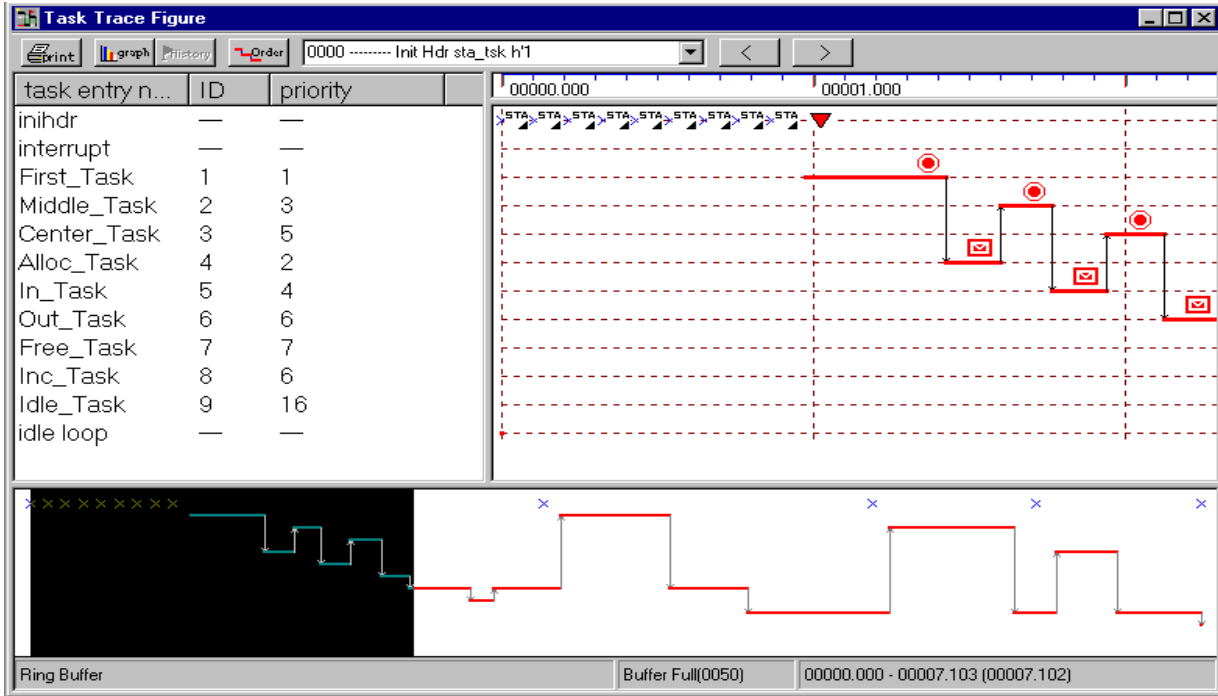 Task Trace Figure
Print graph History Order 0000 --------- Init Hdr sta_tsk h'1 < >
task entry n... ID priority 00000.000 00001.000
inihdr — — STA STA STA STA STA STA STA STA STA
interrupt — —
First_Task 1 1
Middle_Task 2 3
Center_Task 3 5
Alloc_Task 4 2
In_Task 5 4
Out_Task 6 6
Free_Task 7 7
Inc_Task 8 6
Idle_Task 9 16
idle loop — —
Ring Buffer Buffer Full(0050) 00000.000 - 00007.103 (00007.102)